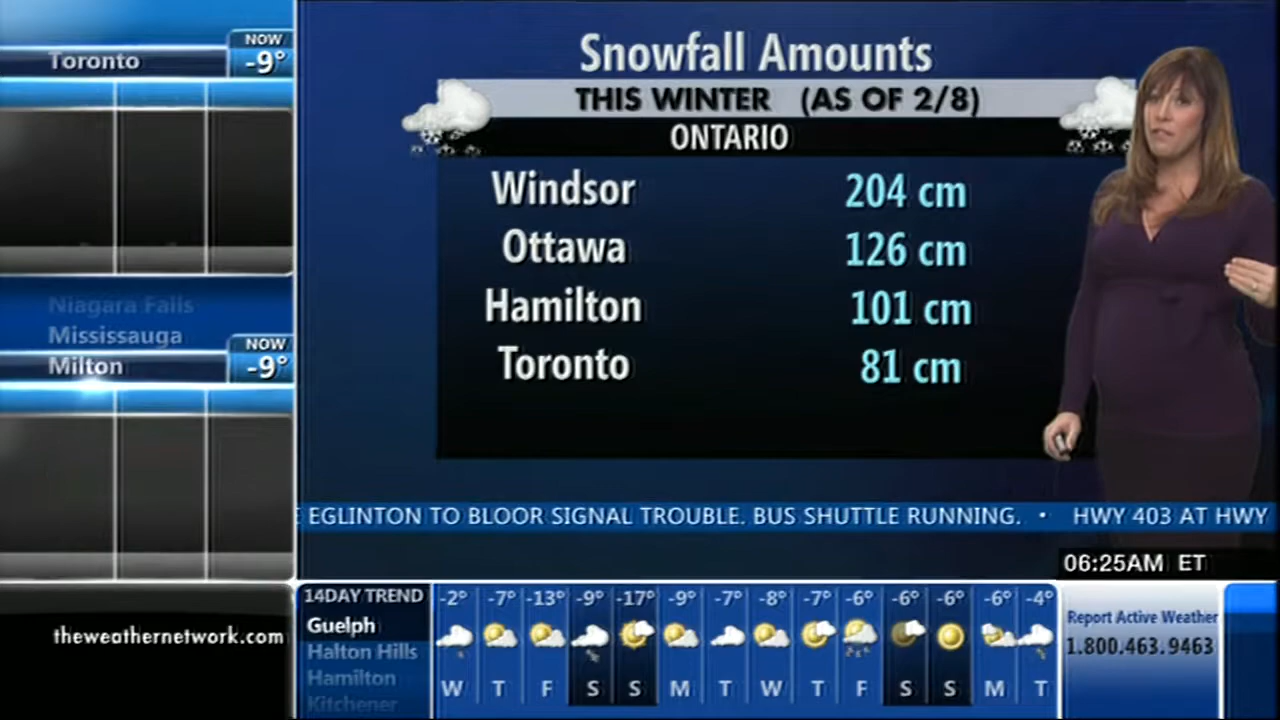 Toronto
NOW
-9°
Niagara Falls
Mississauga
Milton
NOW
-9°
theweathernetwork.com
Snowfall Amounts
THIS WINTER (AS OF 2/8)
ONTARIO
Windsor 204 cm
Ottawa 126 cm
Hamilton 101 cm
Toronto 81 cm
EGLINTON TO BLOOR SIGNAL TROUBLE. BUS SHUTTLE RUNNING. • HWY 403 AT HWY
06:25AM ET
14DAY TREND
Guelph
Halton Hills
Hamilton
Kitchener
-2° -7° -13° -9° -17° -9° -7° -8° -7° -6° -6° -6° -6° -4°
W T F S S M T W T F S S M T
Report Active Weather
1.800.463.9463